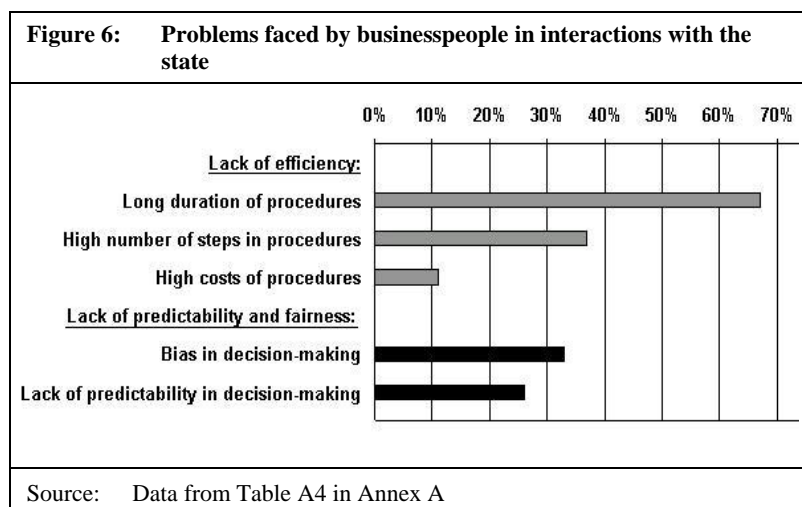 Figure 6: Problems faced by businesspeople in interactions with the
state
0% 10% 20% 30% 40% 50% 60% 70%
Lack of efficiency:
Long duration of procedures
High number of steps in procedures
High costs of procedures
Lack of predictability and fairness:
Bias in decision-making
Lack of predictability in decision-making
Source: Data from Table A4 in Annex A